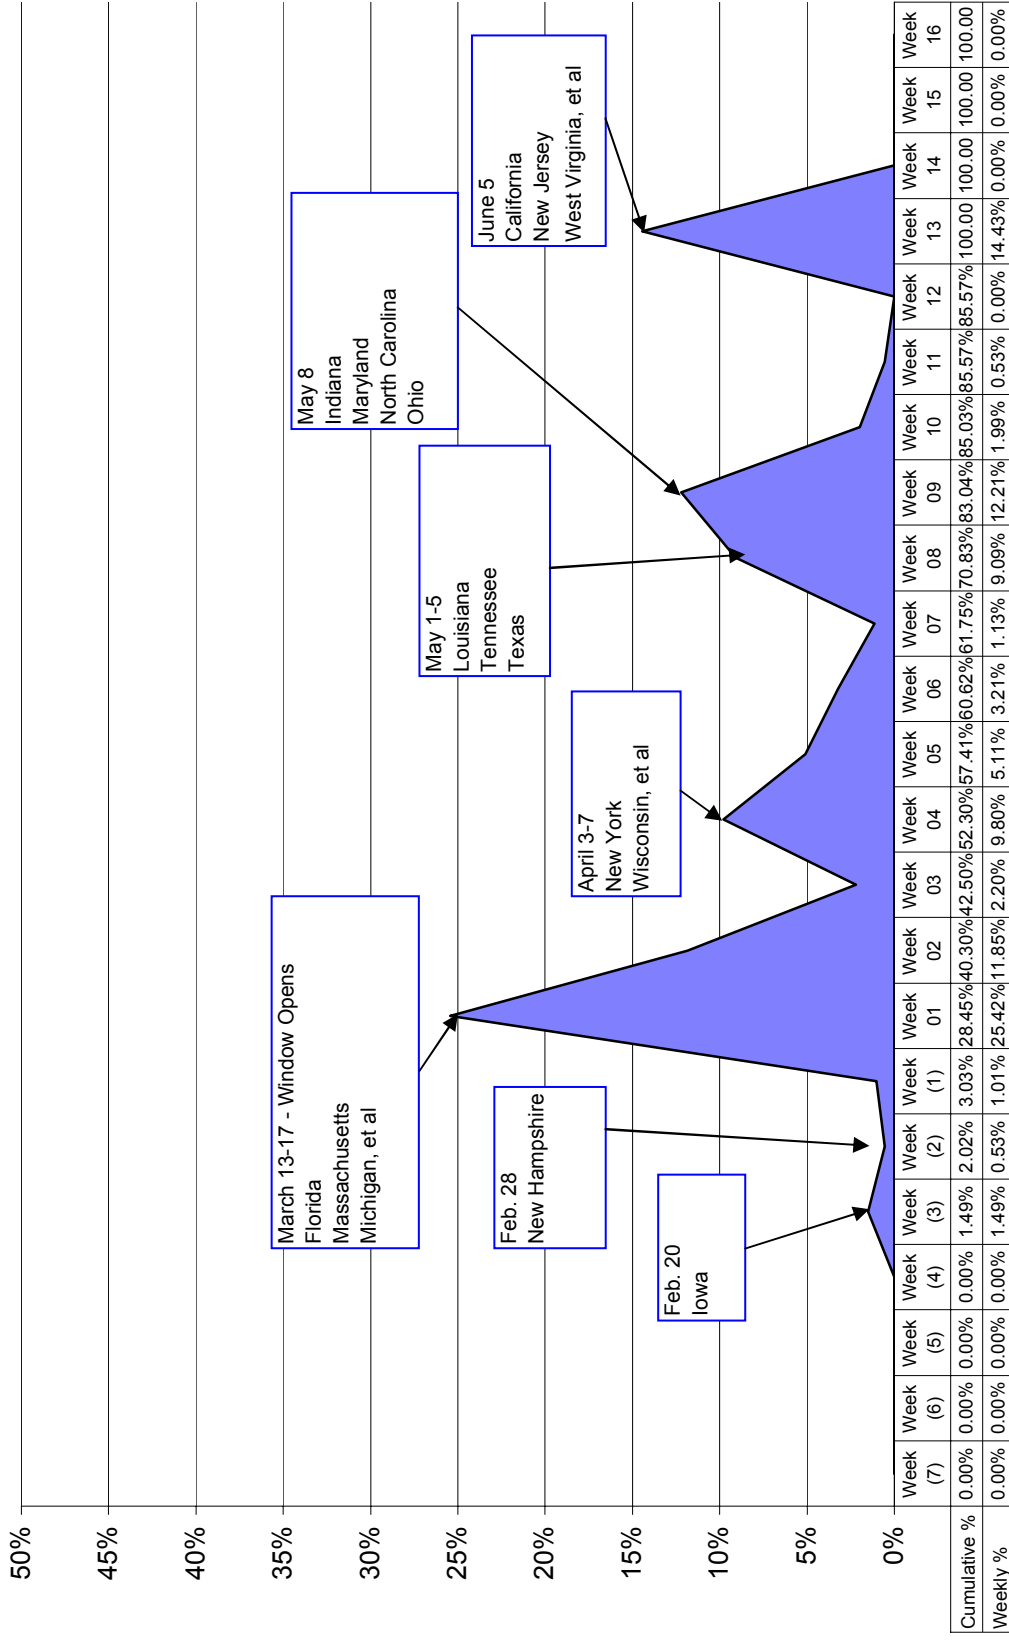 50%
45%
40%
35%
30%
25%
20%
15%
10%
5%
0%
March 13-17 - Window Opens
Florida
Massachusetts
Michigan, et al
Feb. 28
New Hampshire
Feb. 20
Iowa
April 3-7
New York
Wisconsin, et al
May 1-5
Louisiana
Tennessee
Texas
May 8
Indiana
Maryland
North Carolina
Ohio
June 5
California
New Jersey
West Virginia, et al
Week Week Week Week Week Week Week Week Week Week Week Week Week Week Week Week Week Week Week Week Week Week Week
(7) (6) (5) (4) (3) (2) (1) 01 02 03 04 05 06 07 08 09 10 11 12 13 14 15 16
Cumulative % 0.00% 0.00% 0.00% 0.00% 1.49% 2.02% 3.03% 28.45% 40.30% 42.50% 52.30% 57.41% 60.62% 61.75% 70.83% 83.04% 85.03% 85.57% 85.57% 100.00 100.00 100.00 100.00
Weekly % 0.00% 0.00% 0.00% 0.00% 1.49% 0.53% 1.01% 25.42% 11.85% 2.20% 9.80% 5.11% 3.21% 1.13% 9.09% 12.21% 1.99% 0.53% 0.00% 14.43% 0.00% 0.00% 0.00%